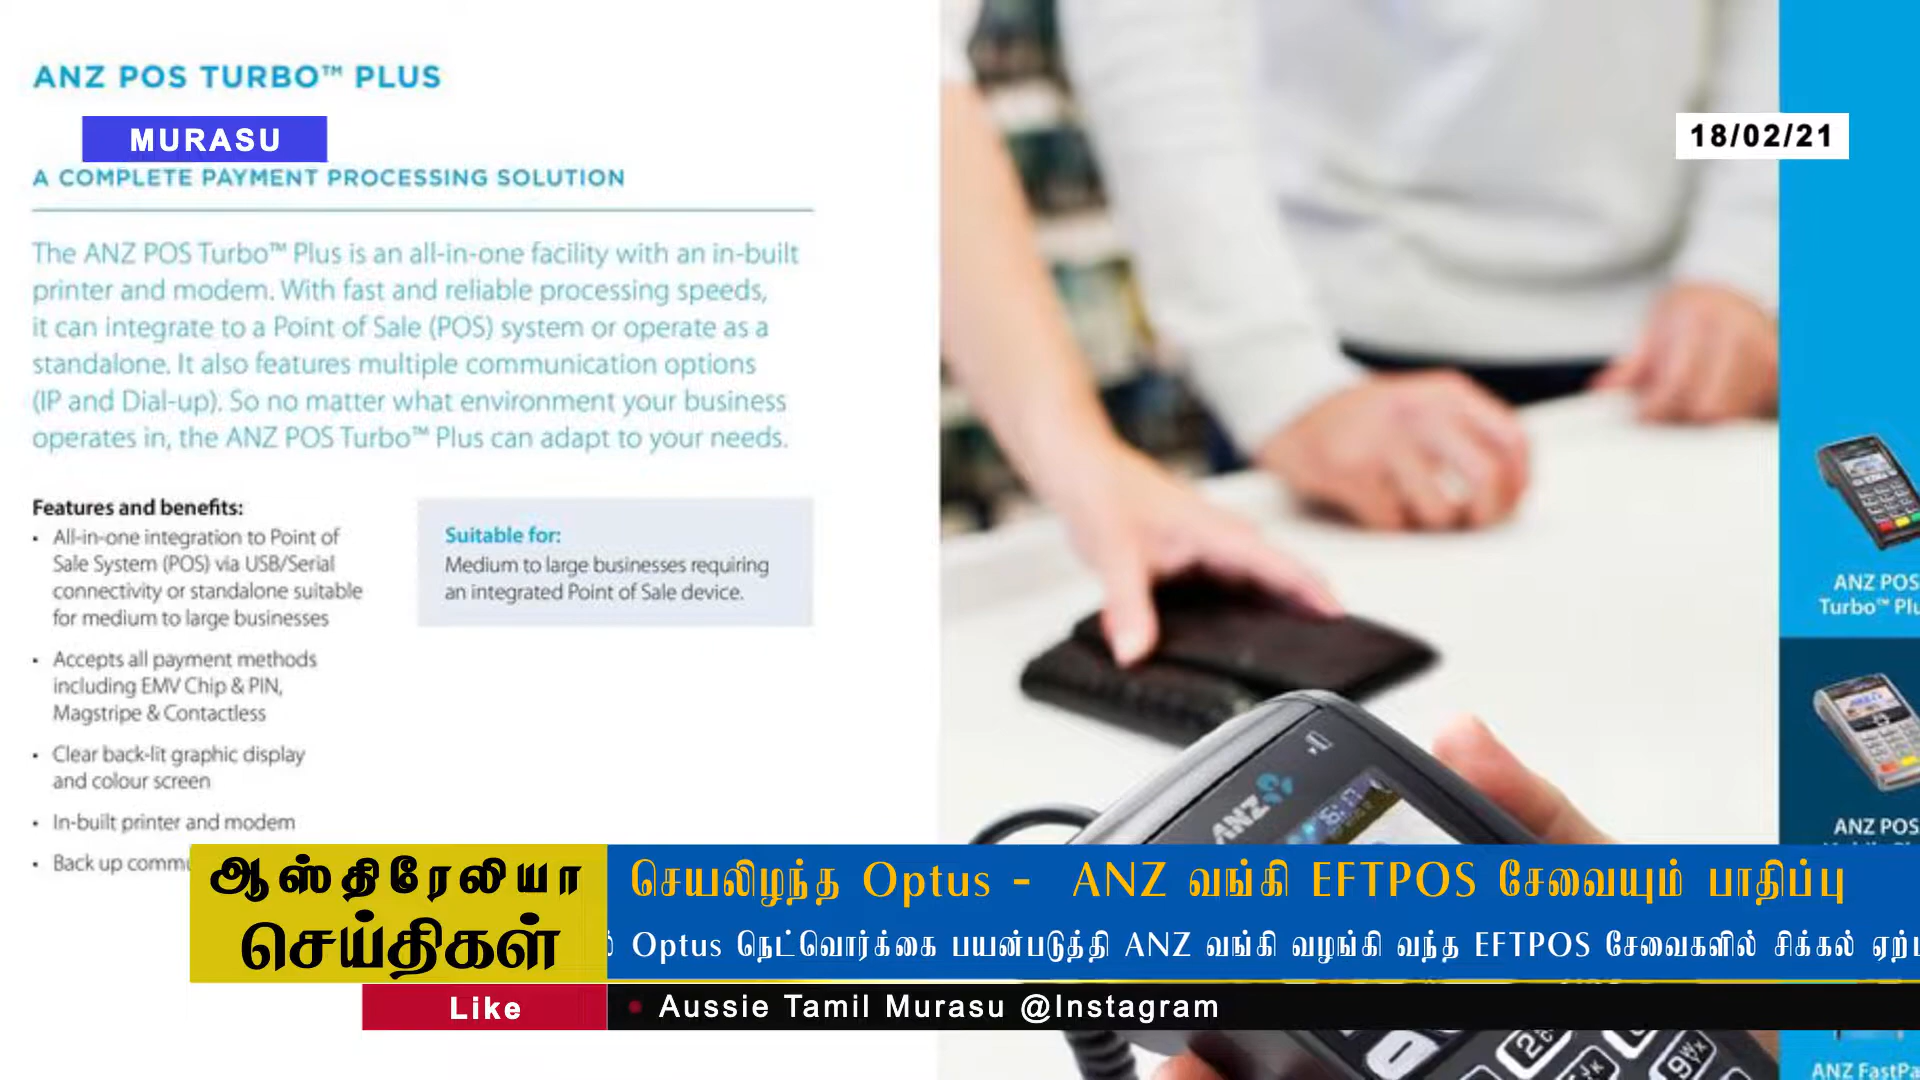 ANZ POS TURBO™ PLUS
MURASU
18/02/21
A COMPLETE PAYMENT PROCESSING SOLUTION
The ANZ POS Turbo™ Plus is an all-in-one facility with an in-built
printer and modem. With fast and reliable processing speeds,
it can integrate to a Point of Sale (POS) system or operate as a
standalone. It also features multiple communication options
(IP and Dial-up). So no matter what environment your business
operates in, the ANZ POS Turbo™ Plus can adapt to your needs.
Features and benefits:
• All-in-one integration to Point of
Sale System (POS) via USB/Serial
connectivity or standalone suitable
for medium to large businesses
• Accepts all payment methods
including EMV Chip & PIN,
Magstripe & Contactless
• Clear back-lit graphic display
and colour screen
• In-built printer and modem
• Back up
Suitable for:
Medium to large businesses requiring
an integrated Point of Sale device.
ANZ POS
Turbo™
ANZ POS
ANZ
ANZ
ஆஸ்திரேலியா
செய்திகள்
செயலிழந்த Optus - ANZ வங்கி EFTPOS சேவையும் பாதிப்பு
Optus நெட்வொர்க்கை பயன்படுத்தி ANZ வங்கி வழங்கி வந்த EFTPOS சேவைகளில் சிக்கல்
Like
• Aussie Tamil Murasu @Instagram